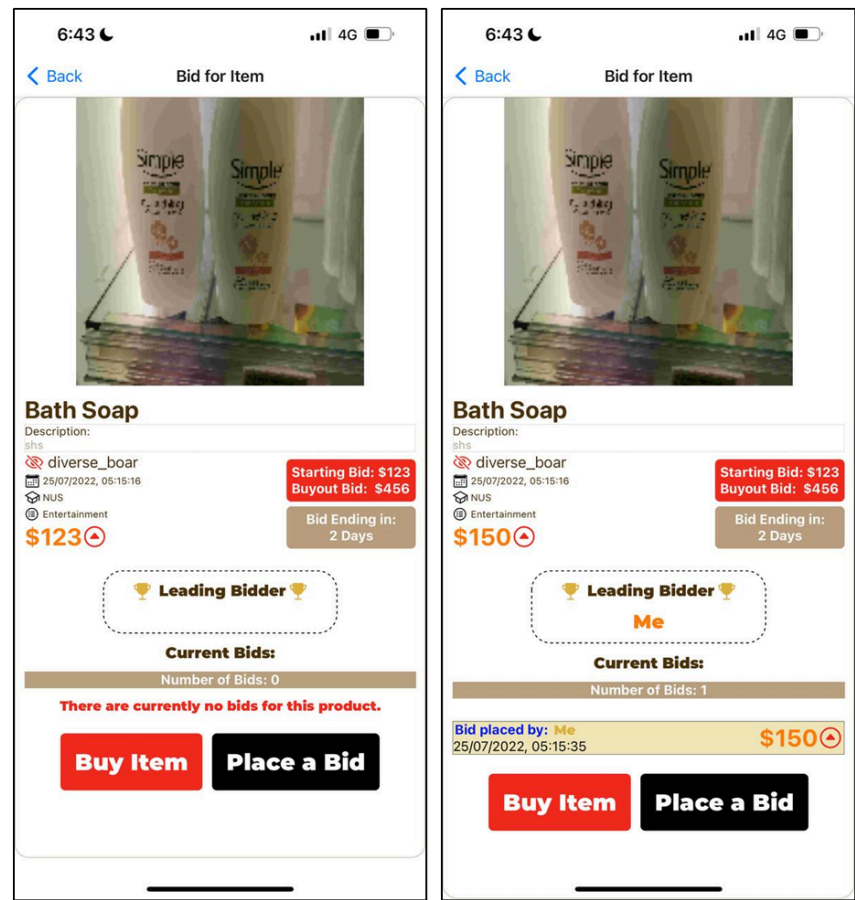 6:43
4G
Back
Bid for Item
Simple
Simple
Bath Soap
Description:
shs
diverse_boar
25/07/2022, 05:15:16
NUS
Entertainment
$123
Starting Bid: $123
Buyout Bid: $456
Bid Ending in:
2 Days
Leading Bidder
Current Bids:
Number of Bids: 0
There are currently no bids for this product.
Buy Item
Place a Bid
6:43
4G
Back
Bid for Item
Simple
Simple
Bath Soap
Description:
shs
diverse_boar
25/07/2022, 05:15:16
NUS
Entertainment
$150
Starting Bid: $123
Buyout Bid: $456
Bid Ending in:
2 Days
Leading Bidder
Me
Current Bids:
Number of Bids: 1
Bid placed by: Me
25/07/2022, 05:15:35
$150
Buy Item
Place a Bid